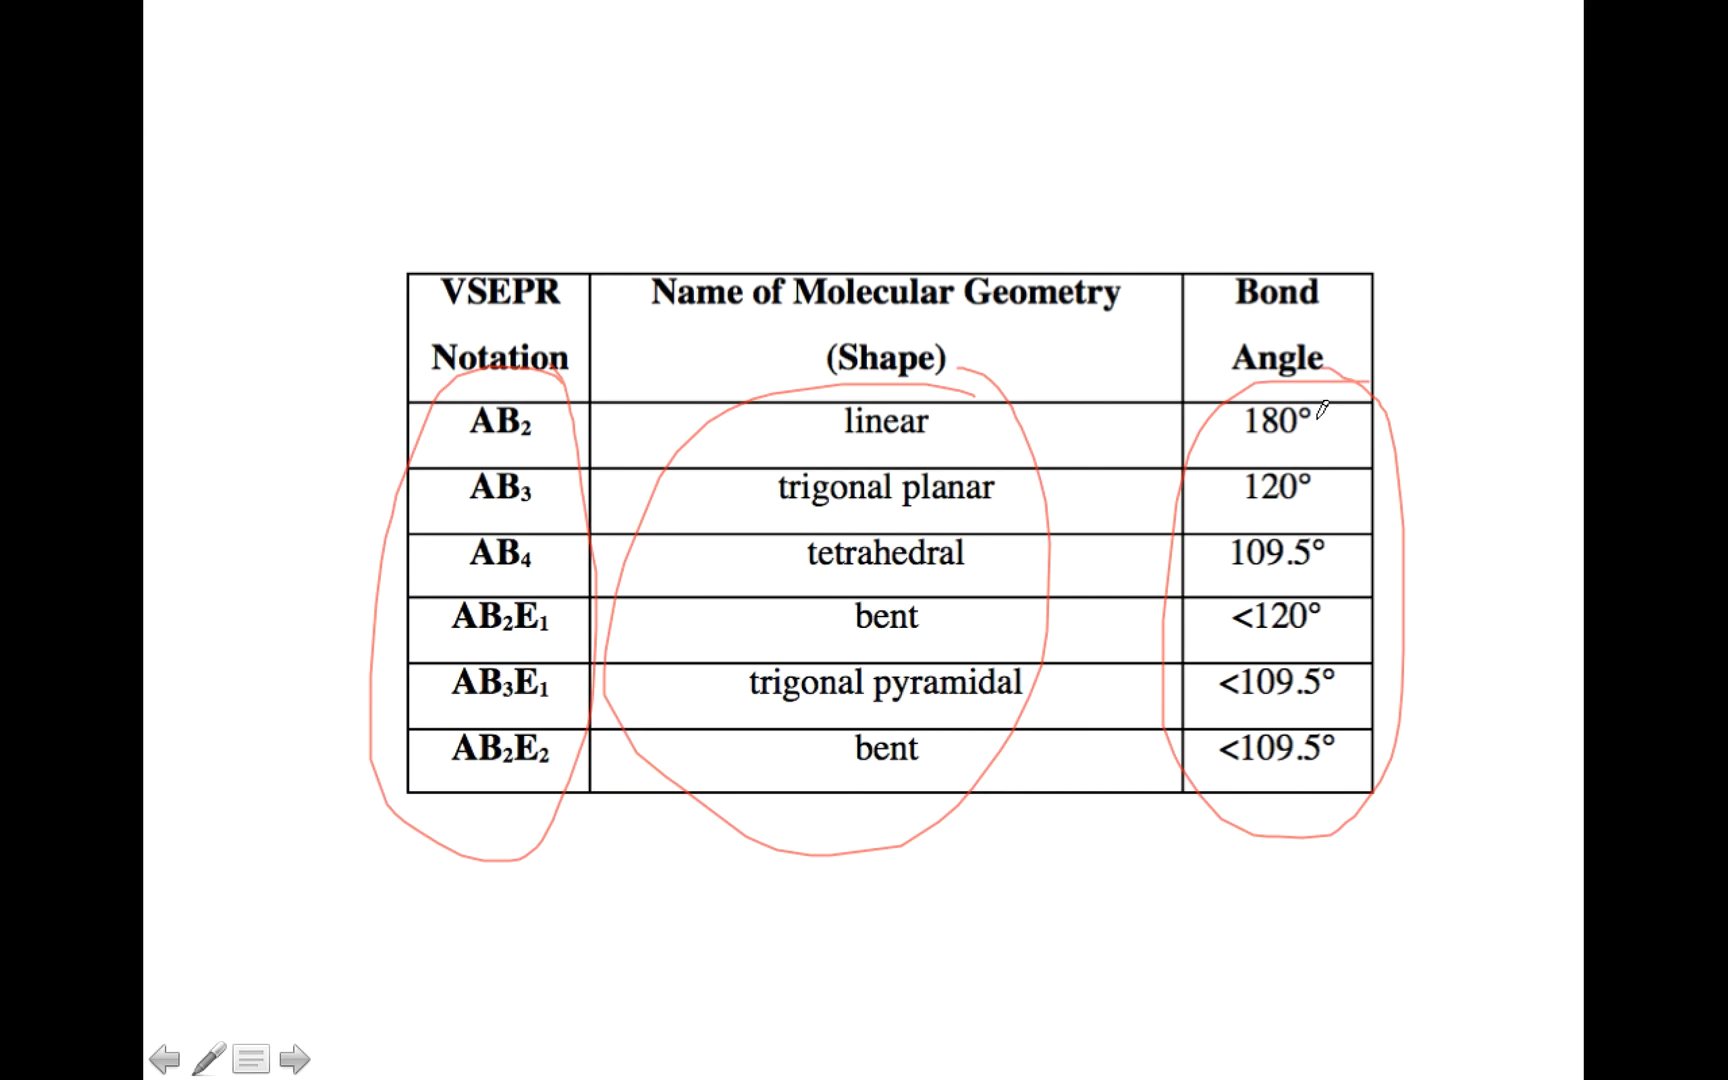 VSEPR Notation | Name of Molecular Geometry (Shape) | Bond Angle
AB₂ | linear | 180°
AB₃ | trigonal planar | 120°
AB₄ | tetrahedral | 109.5°
AB₂E₁ | bent | <120°
AB₃E₁ | trigonal pyramidal | <109.5°
AB₂E₂ | bent | <109.5°